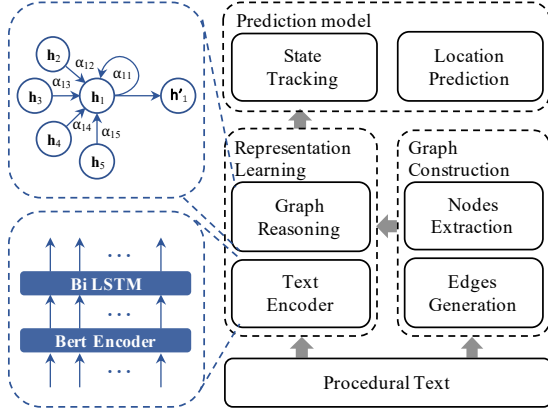 Prediction model
State
Tracking
Location
Prediction
h₂
α₁₂
α₁₁
h₃
α₁₃
h₁
h'₁
α₁₄
h₄
α₁₅
h₅
Representation
Learning
Graph
Reasoning
Text
Encoder
Graph
Construction
Nodes
Extraction
Edges
Generation
...
Bi LSTM
...
Bert Encoder
...
Procedural Text